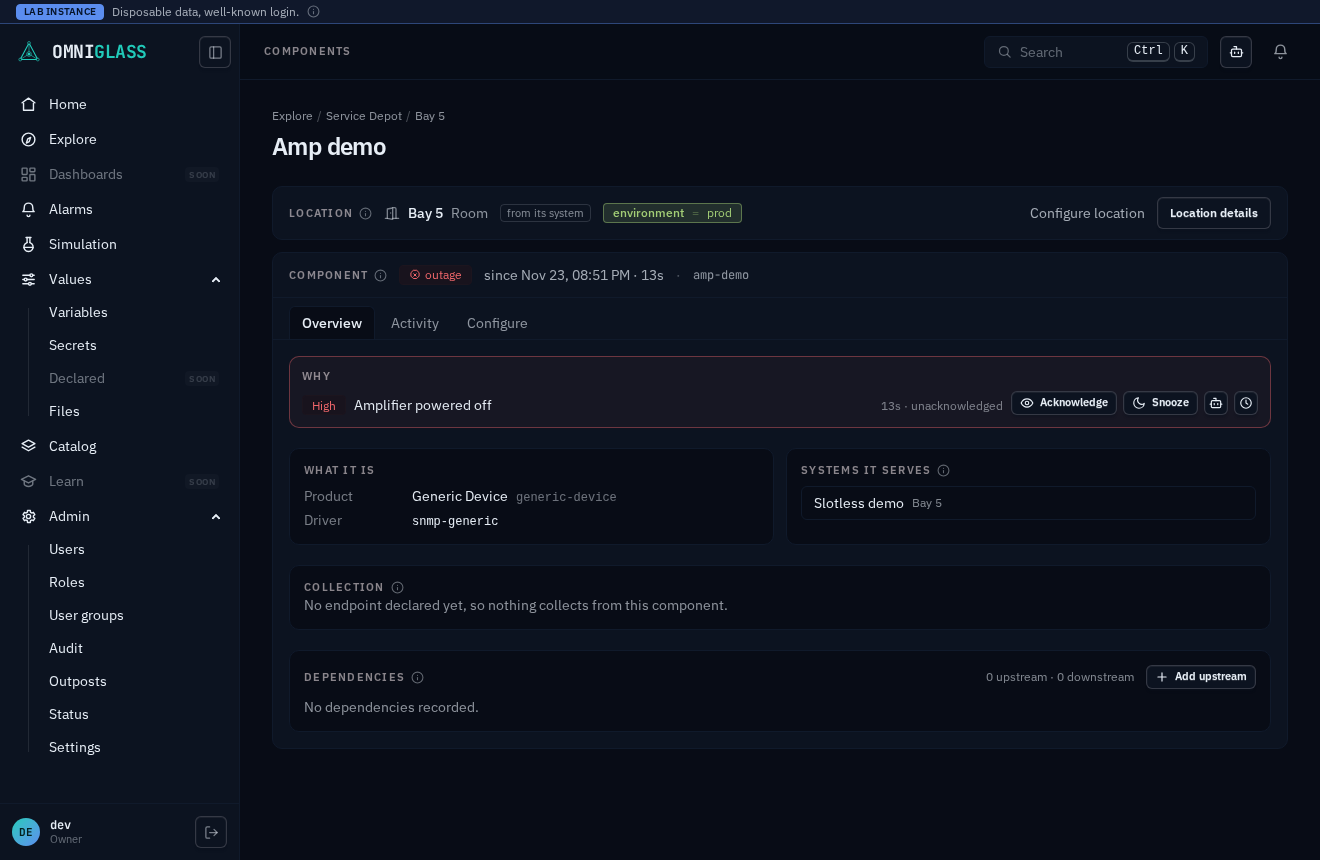 LAB INSTANCE Disposable data, well-known login.
OMNIGLASS
COMPONENTS
Search Ctrl K
Home
Explore
Dashboards SOON
Alarms
Simulation
Values
Variables
Secrets
Declared SOON
Files
Catalog
Learn SOON
Admin
Users
Roles
User groups
Audit
Outposts
Status
Settings
DE dev
Owner
Explore / Service Depot / Bay 5
Amp demo
LOCATION Bay 5 Room from its system environment = prod Configure location Location details
COMPONENT outage since Nov 23, 08:51 PM · 13s · amp-demo
Overview Activity Configure
WHY
High Amplifier powered off 13s · unacknowledged Acknowledge Snooze
WHAT IT IS
Product Generic Device generic-device
Driver snmp-generic
SYSTEMS IT SERVES
Slotless demo Bay 5
COLLECTION
No endpoint declared yet, so nothing collects from this component.
DEPENDENCIES 0 upstream · 0 downstream Add upstream
No dependencies recorded.